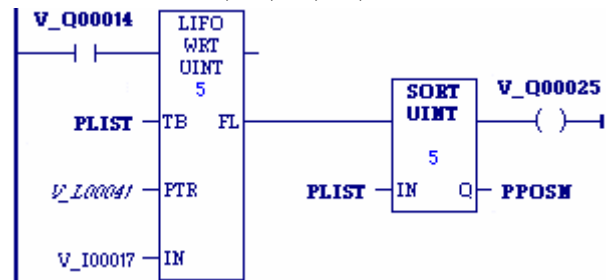 V_Q00014
LIFO
WRT
UINT
5
PLIST TB FL
V_L00041 PTR
V_I00017 IN
SORT
UINT
5
V_Q00025
PLIST IN Q PPOSN